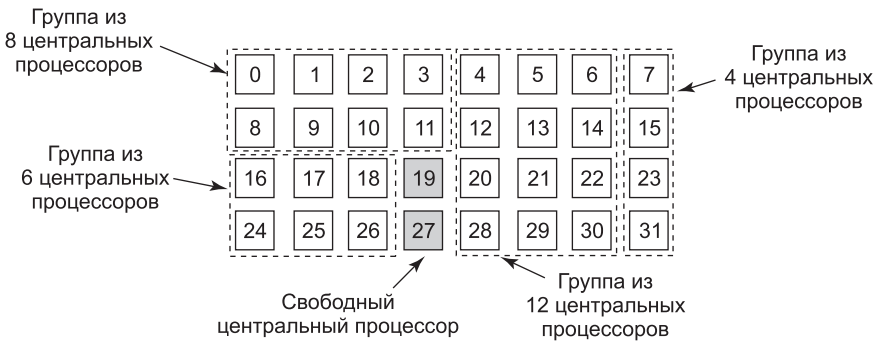 Группа из
8 центральных
процессоров
Группа из
4 центральных
процессоров
0 1 2 3 4 5 6 7
8 9 10 11 12 13 14 15
Группа из
6 центральных
процессоров
16 17 18 19 20 21 22 23
24 25 26 27 28 29 30 31
Свободный
центральный процессор
Группа из
12 центральных
процессоров